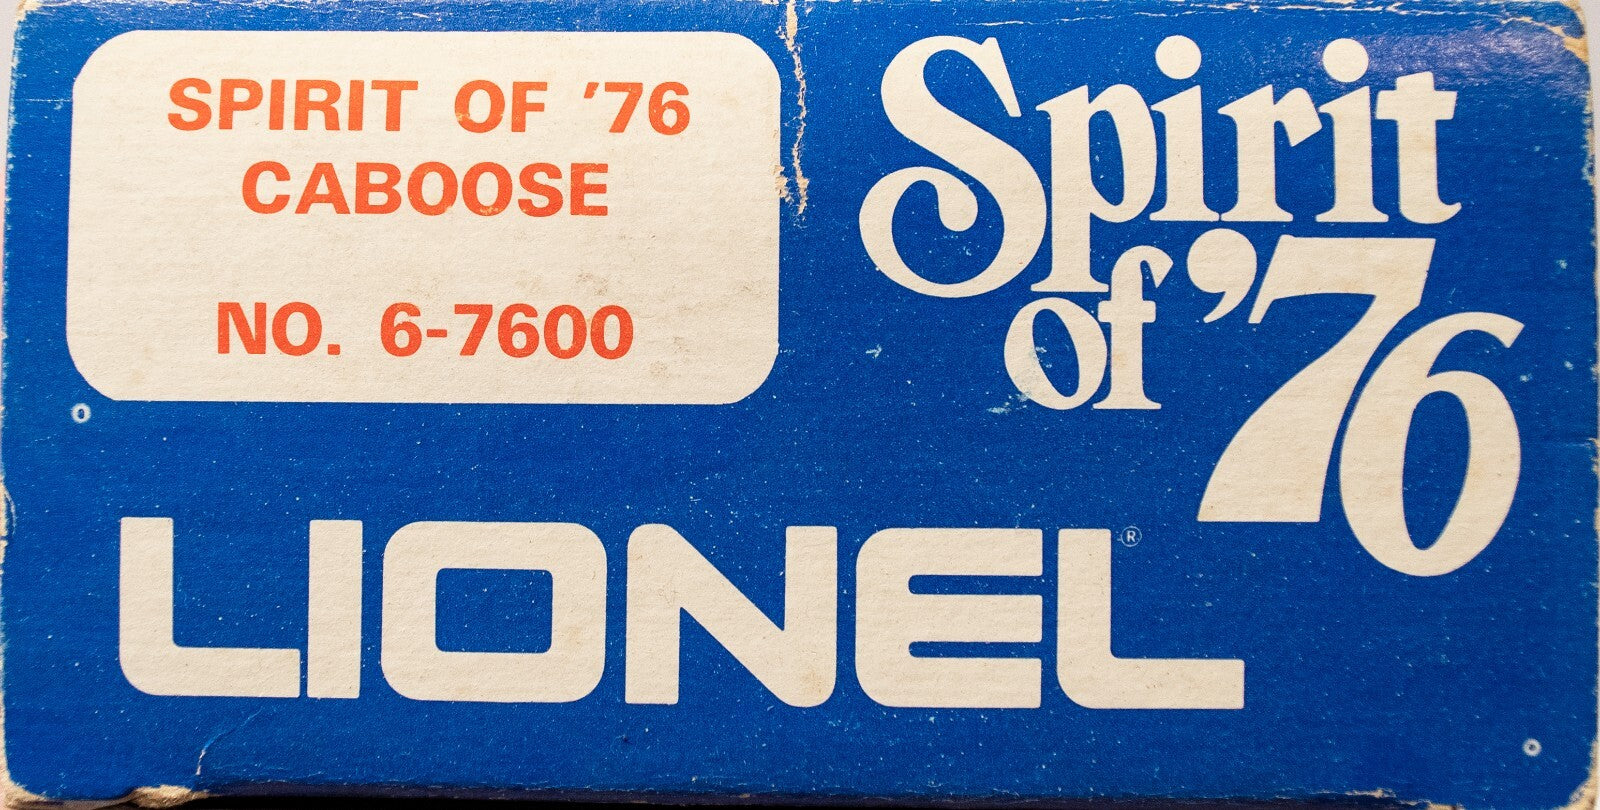 SPIRIT OF '76
CABOOSE
NO. 6-7600
Spirit
of '76
LIONEL®